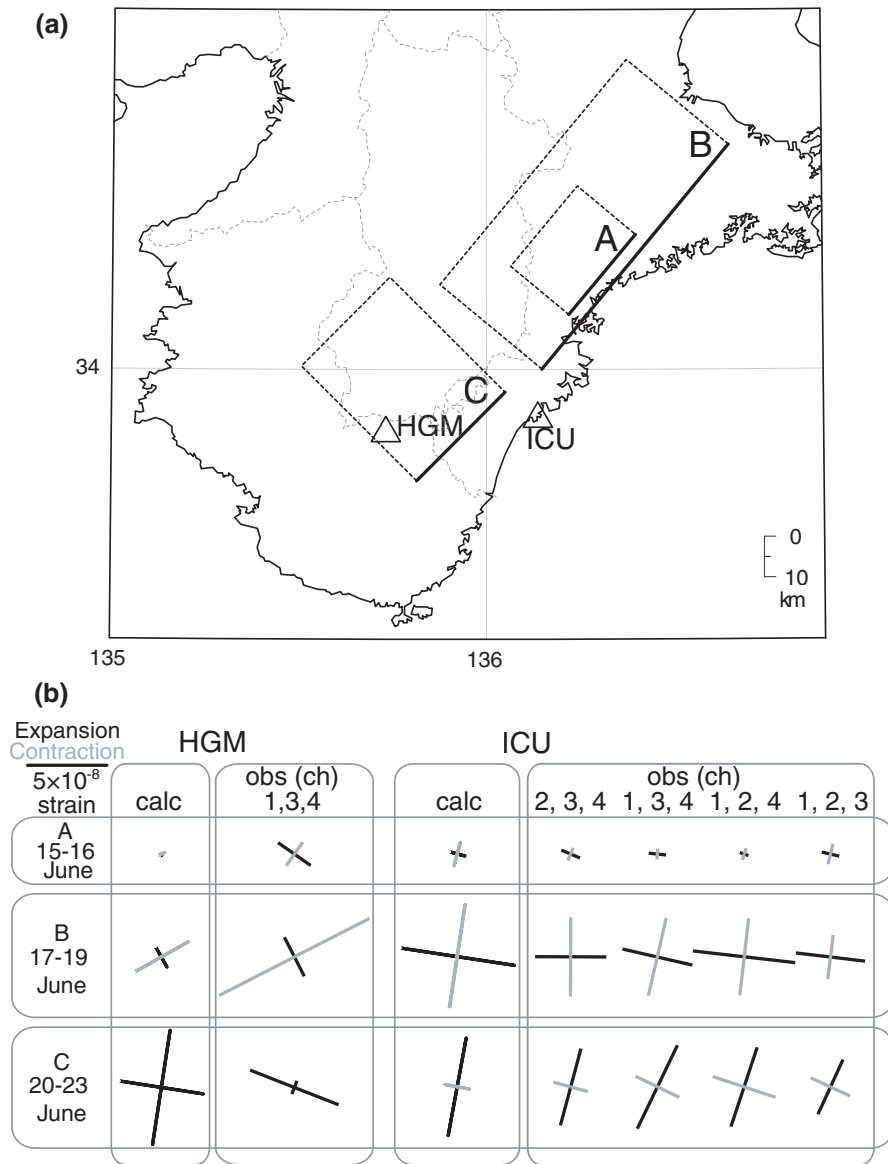 (a)
B
A
34
C
HGM
ICU
0
10
km
135
136
(b)
Expansion
Contraction
5×10-8
strain
HGM
ICU
calc
obs (ch)
1,3,4
calc
obs (ch)
2, 3, 4 1, 3, 4 1, 2, 4 1, 2, 3
A
15-16
June
B
17-19
June
C
20-23
June